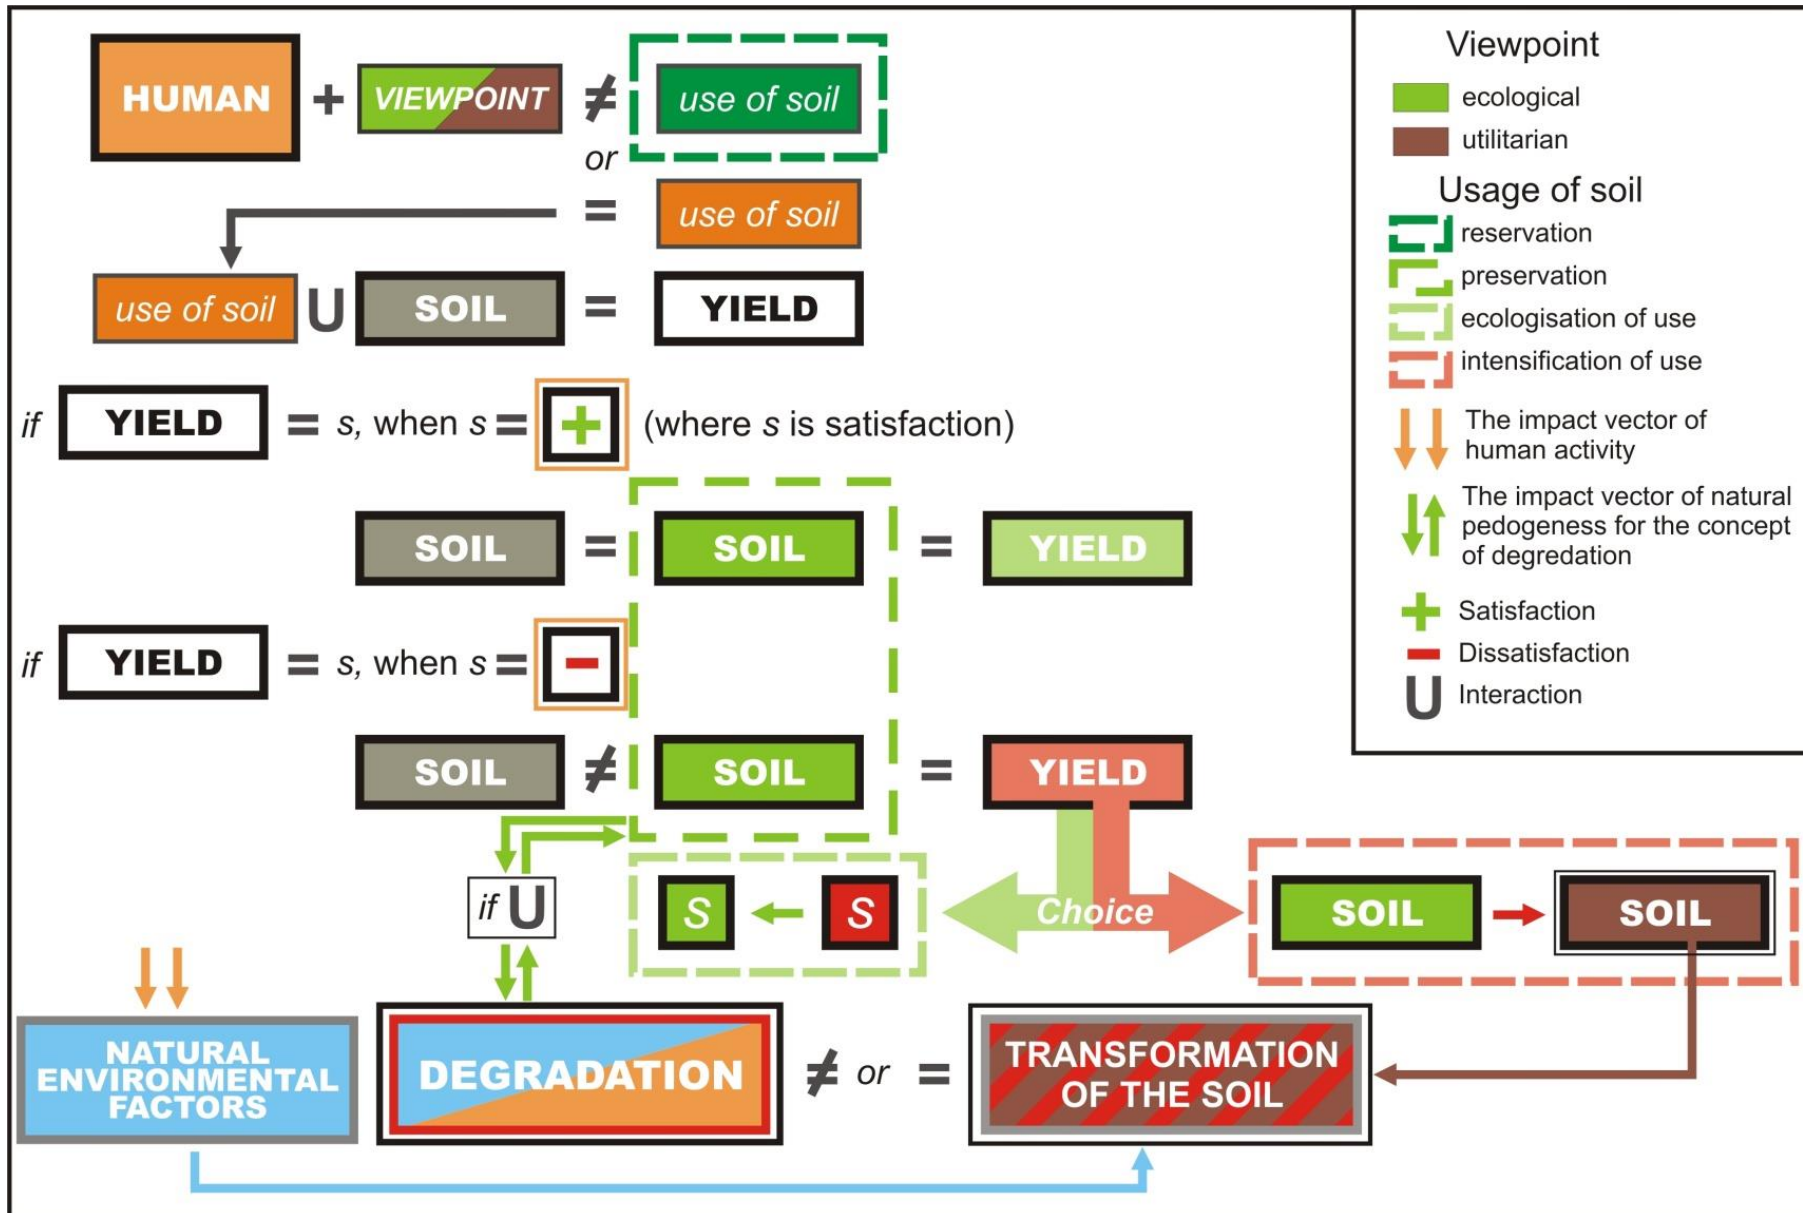 HUMAN + VIEWPOINT ≠ use of soil
or
= use of soil
use of soil U SOIL = YIELD
if YIELD = s, when s = + (where s is satisfaction)
SOIL = SOIL = YIELD
if YIELD = s, when s = −
SOIL ≠ SOIL = YIELD
if U
S S
Choice
SOIL SOIL
NATURAL
ENVIRONMENTAL
FACTORS
DEGRADATION ≠ or =
TRANSFORMATION
OF THE SOIL
Viewpoint
ecological
utilitarian
Usage of soil
reservation
preservation
ecologisation of use
intensification of use
The impact vector of
human activity
The impact vector of natural
pedogeness for the concept
of degredation
+ Satisfaction
− Dissatisfaction
U Interaction